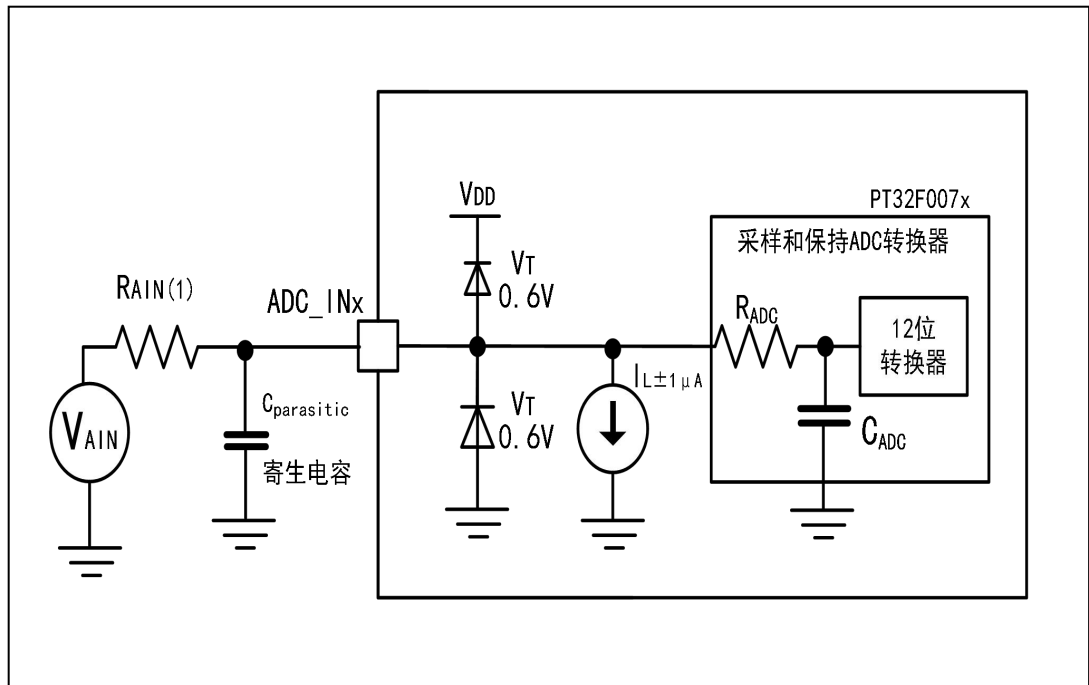 VDD
PT32F007x
采样和保持ADC转换器
VT
0.6V
RAIN(1)
ADC_INx
RADC
12位
转换器
IL±1μA
Cparasitic
VT
0.6V
CADC
VAIN
寄生电容